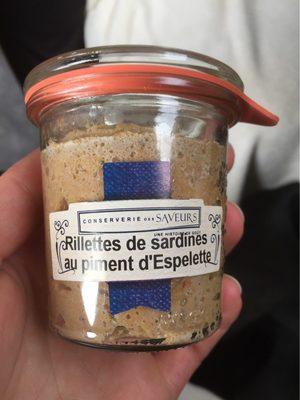 CONSERVERIE DES SAVEURS
UNE HISTOIRE DE GOÛT
Rillettes de sardines
au piment d'Espelette